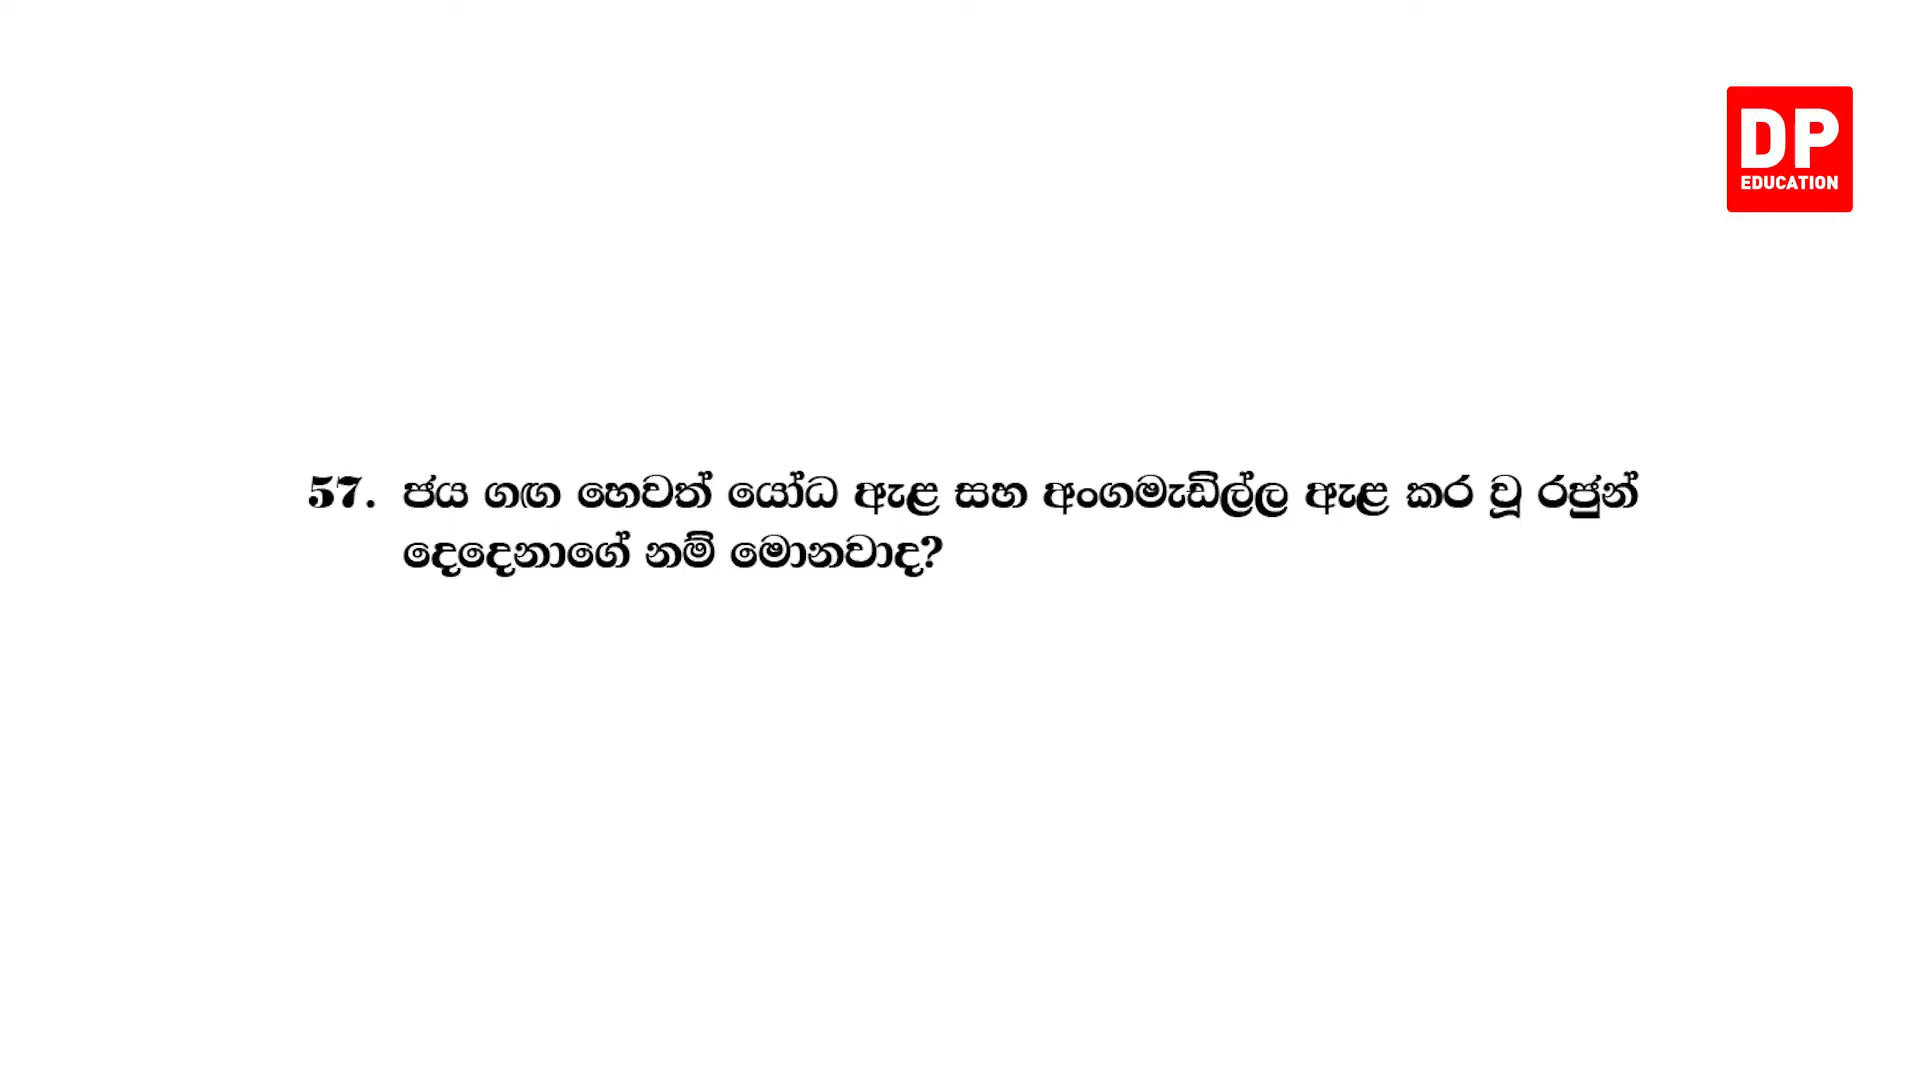 DP
EDUCATION
57. ජය ගඟ හෙවත් යෝධ ඇළ සහ අංගමැඩිල්ල ඇළ කර වූ රජුන්
දෙදෙනාගේ නම් මොනවාද?